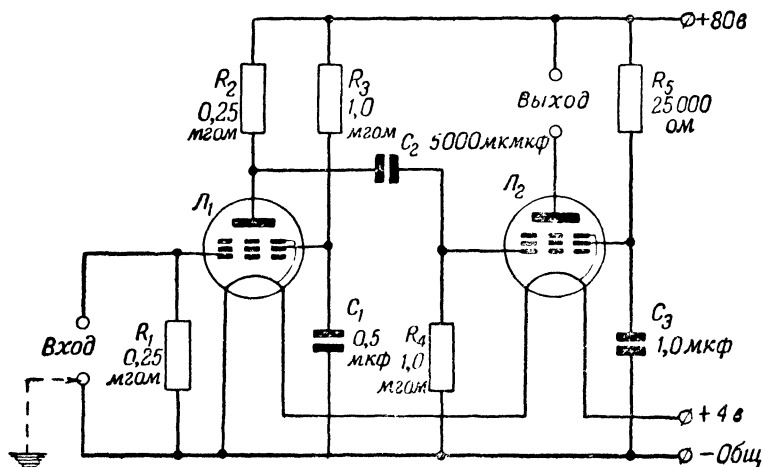 +80в
R2
0,25
мгом
R3
1,0
мгом
Выход
R5
25000
ом
C2 5000мкмкф
Л1
Л2
Вход
R1
0,25
мгом
C1
0,5
мкф
R4
1,0
мгом
C3
1,0мкф
+4в
-Общ